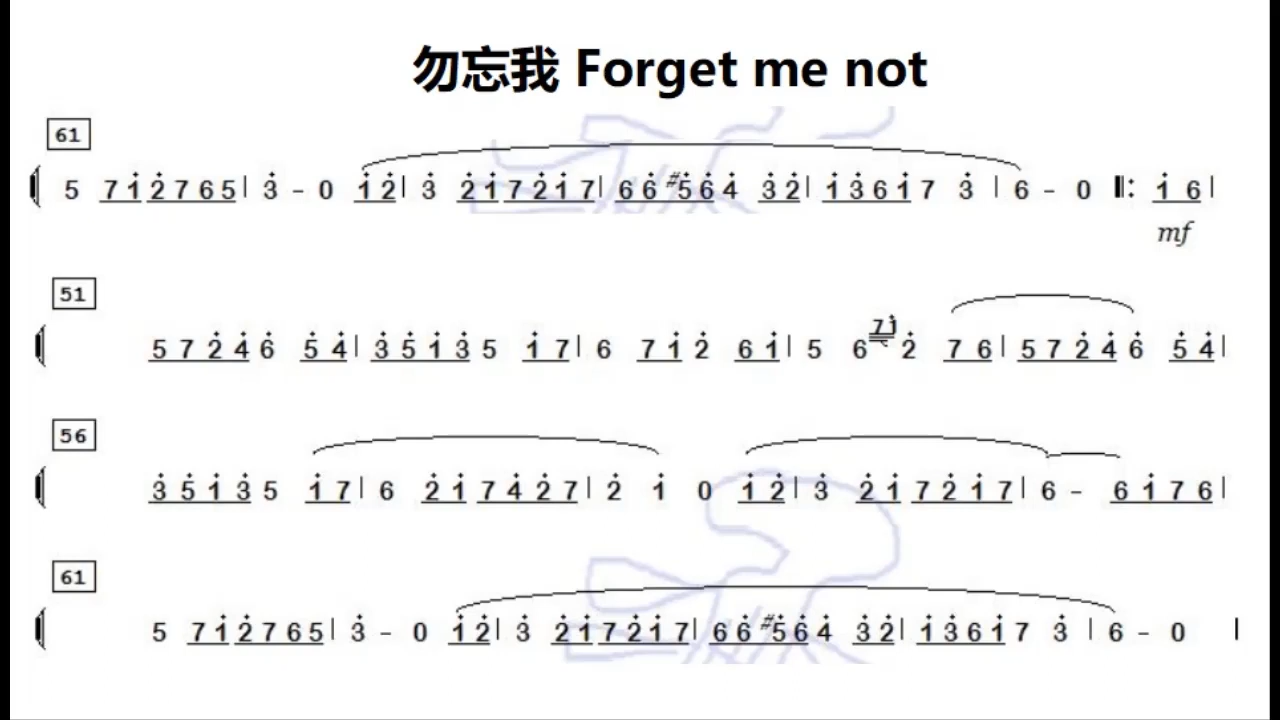 勿忘我 Forget me not
61
5 7 1̇ 2̇ 7 6 5 | 3̇ – 0 1̇ 2̇ | 3̇ 2̇ 1̇ 7 2̇ 1̇ 7 | 6 6̇ #5̇ 6̇ 4̇ 3̇ 2̇ | 1̇ 3̇ 6 1̇ 7 3̇ | 6 – 0 ‖: 1̇ 6 |
mf
51
5 7 2̇ 4̇ 6̇ 5̇ 4̇ | 3̇ 5̇ 1̇ 3̇ 5 1̇ 7 | 6 7 1̇ 2̇ 6 1̇ | 5 6 7 1̇ 2̇ 7 6 | 5 7 2̇ 4̇ 6̇ 5̇ 4̇ |
56
3̇ 5̇ 1̇ 3̇ 5 1̇ 7 | 6 2̇ 1̇ 7 4̇ 2̇ 7 | 2̇ 1̇ 0 1̇ 2̇ | 3̇ 2̇ 1̇ 7 2̇ 1̇ 7 | 6 – 6 1̇ 7 6 |
61
5 7 1̇ 2̇ 7 6 5 | 3̇ – 0 1̇ 2̇ | 3̇ 2̇ 1̇ 7 2̇ 1̇ 7 | 6 6̇ #5̇ 6̇ 4̇ 3̇ 2̇ | 1̇ 3̇ 6 1̇ 7 3̇ | 6 – 0 |